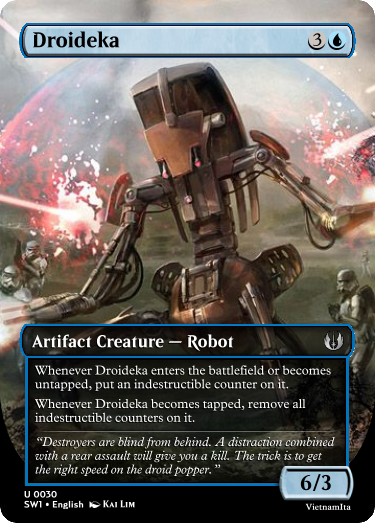 Droideka 3
Artifact Creature — Robot
Whenever Droideka enters the battlefield or becomes
untapped, put an indestructible counter on it.
Whenever Droideka becomes tapped, remove all
indestructible counters on it.
“Destroyers are blind from behind. A distraction combined
with a rear assault will give you a kill. The trick is to get
the right speed on the droid popper.”
6/3
U 0030
SW1 • English Kai Lim
VietnamIta